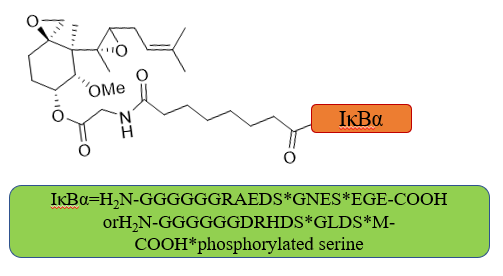 O
O
OMe
O
O
N
H
O
O
IκBα
IκBα=H₂N-GGGGGGRAEDS*GNES*EGE-COOH
orH₂N-GGGGGGDRHDS*GLDS*M-
COOH*phosphorylated serine